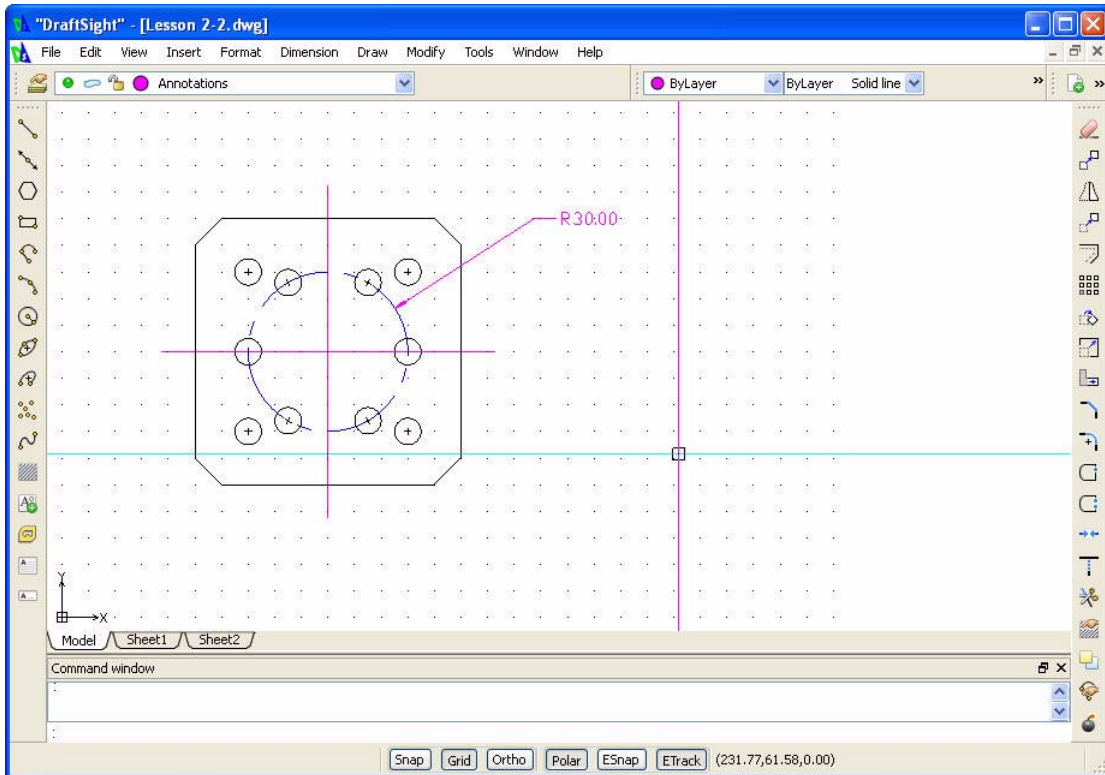 "DraftSight" - [Lesson 2-2.dwg]
File Edit View Insert Format Dimension Draw Modify Tools Window Help
Annotations ByLayer ByLayer Solid line » »
R30.00
Y
X
Model Sheet1 Sheet2
Command window
:
:
Snap Grid Ortho Polar ESnap ETrack (231.77,61.58,0.00)